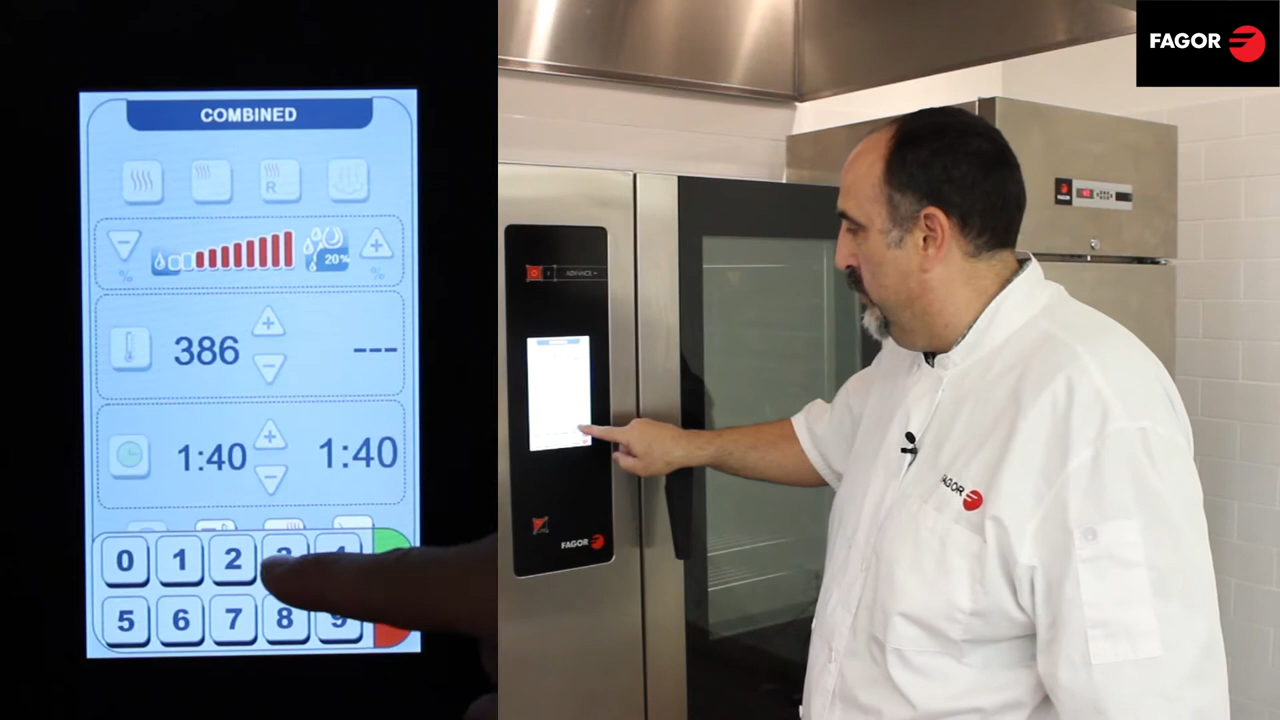 COMBINED
R
20%
%
%
386
---
1:40
1:40
0 1 2 3 4
5 6 7 8 9
FAGOR
ADVANCE
FAGOR
FAGOR